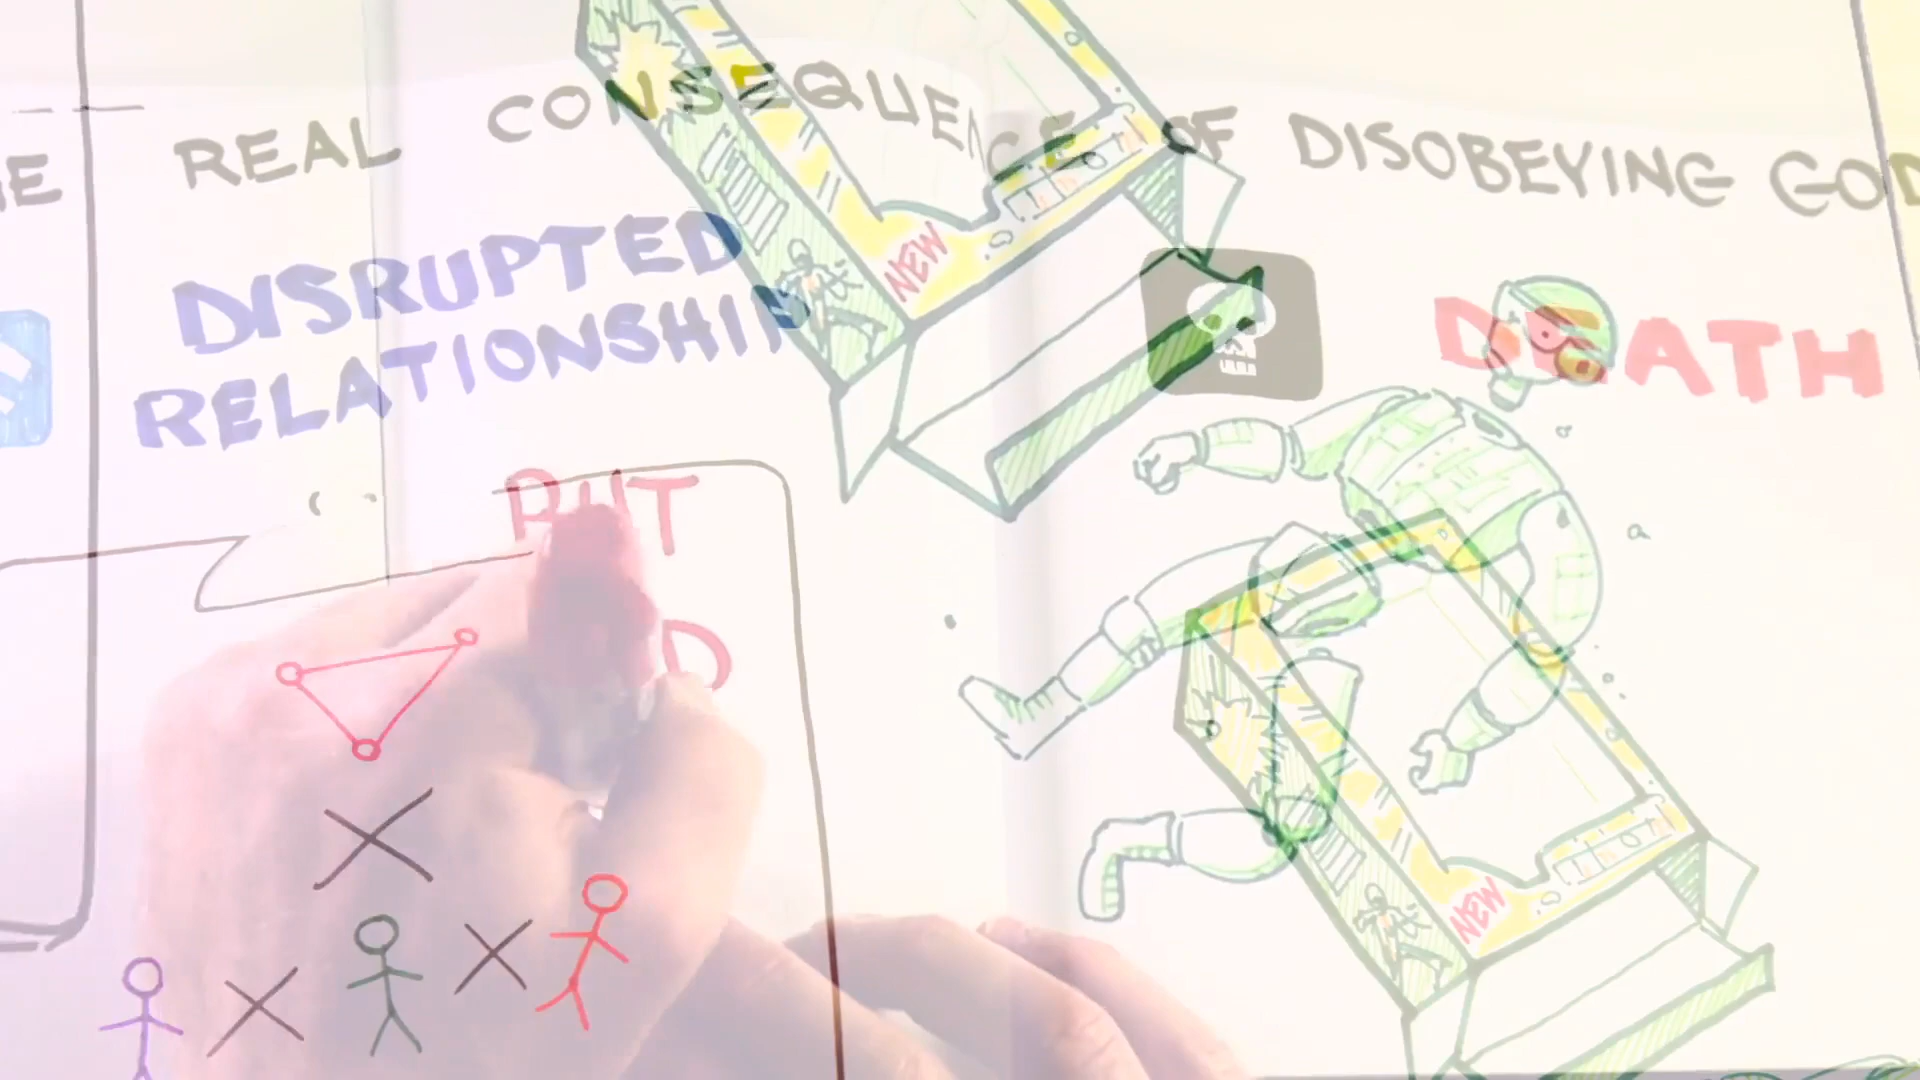 REAL CONSEQUENCE OF DISOBEYING GOD
DISRUPTED
RELATIONSHIP
DEATH
NEW
NEW